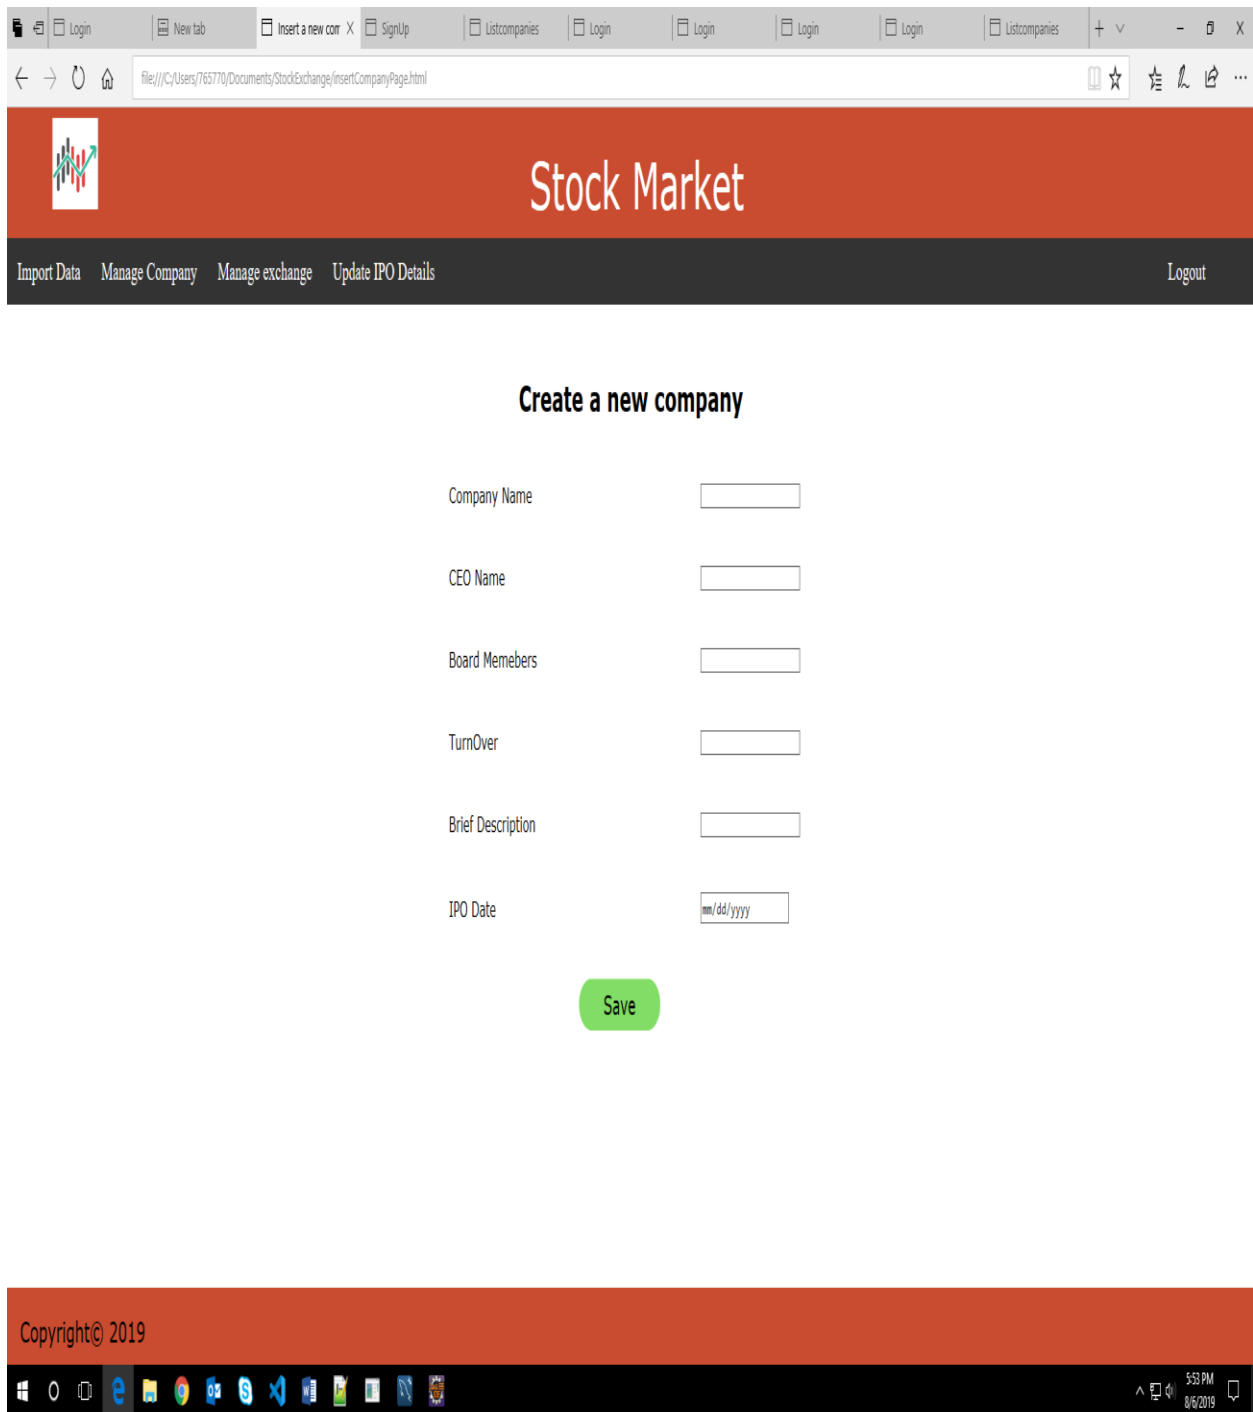 Login New tab Insert a new com SignUp Listcompanies Login Login Login Login Listcompanies
file:///C:/Users/765770/Documents/StockExchange/insertCompanyPage.html
Stock Market
Import Data Manage Company Manage exchange Update IPO Details Logout
Create a new company
Company Name
CEO Name
Board Memebers
TurnOver
Brief Description
IPO Date mm/dd/yyyy
Save
Copyright© 2019
5:53 PM
8/6/2019